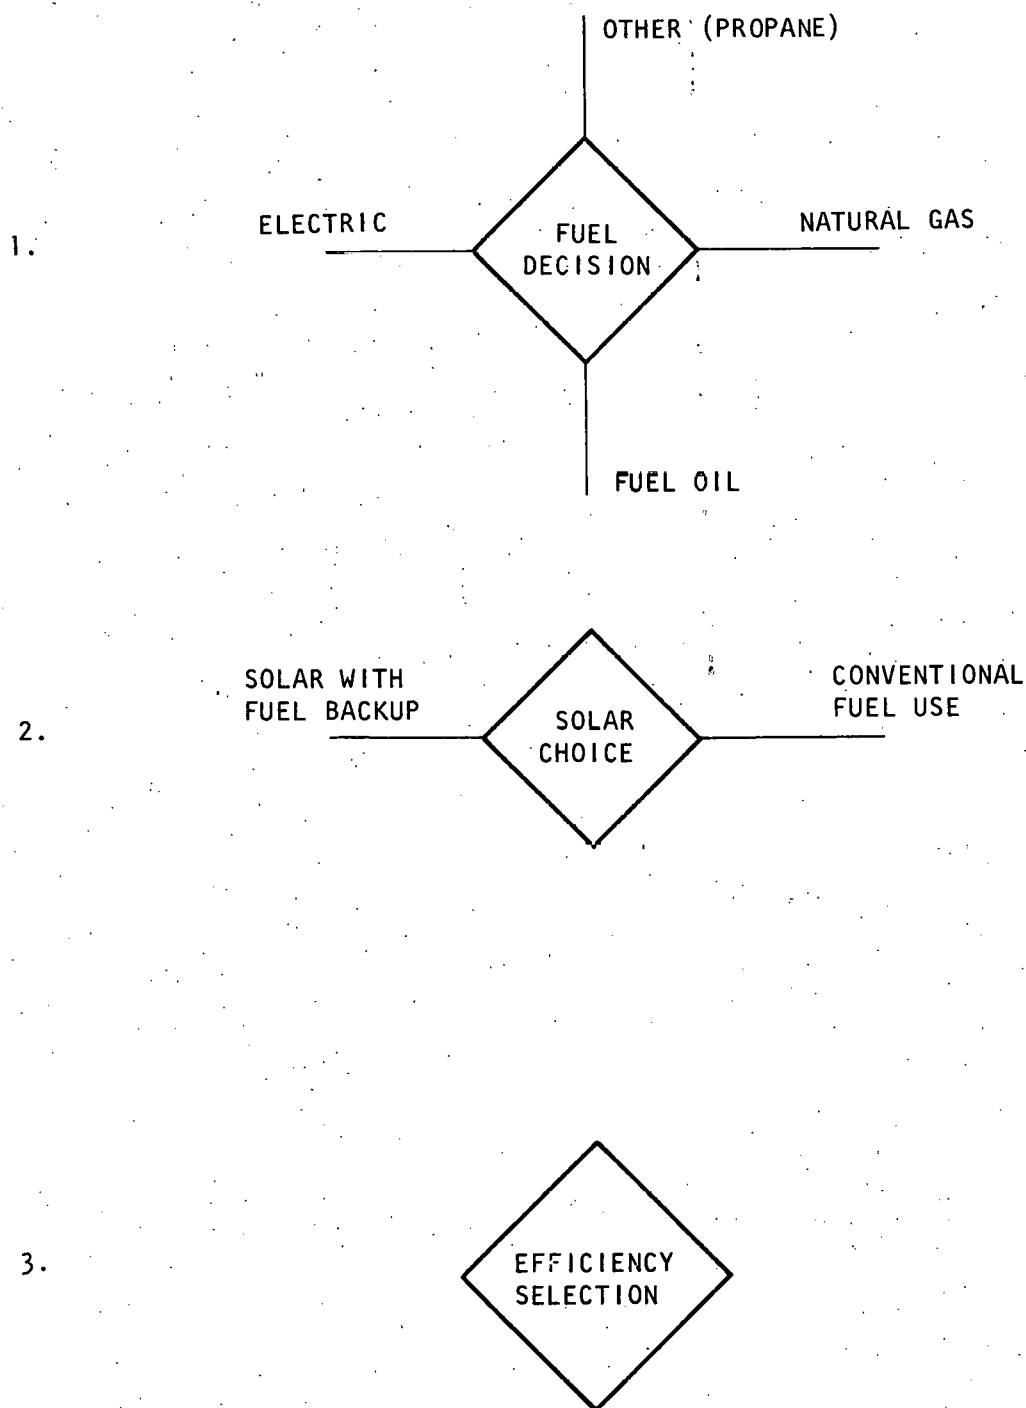 OTHER (PROPANE)
1.
ELECTRIC
FUEL
DECISION
NATURAL GAS
FUEL OIL
2.
SOLAR WITH
FUEL BACKUP
SOLAR
CHOICE
CONVENTIONAL
FUEL USE
3.
EFFICIENCY
SELECTION